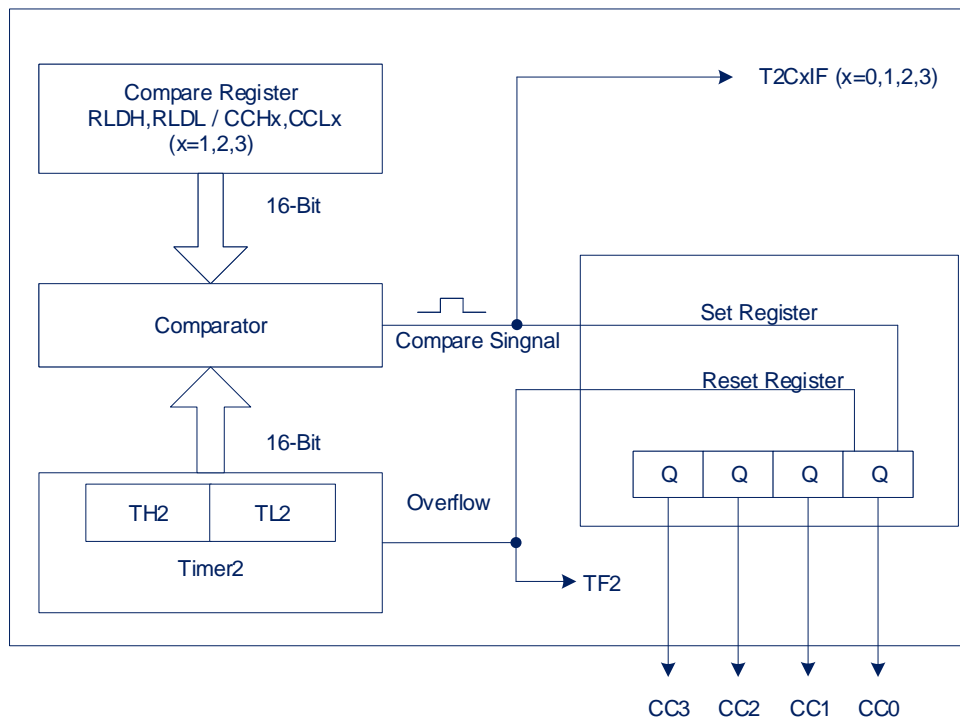 Compare Register
RLDH,RLDL / CCHx,CCLx
(x=1,2,3)
T2CxIF (x=0,1,2,3)
16-Bit
Comparator
Compare Singnal
Set Register
Reset Register
16-Bit
TH2
TL2
Timer2
Overflow
Q
Q
Q
Q
TF2
CC3
CC2
CC1
CC0